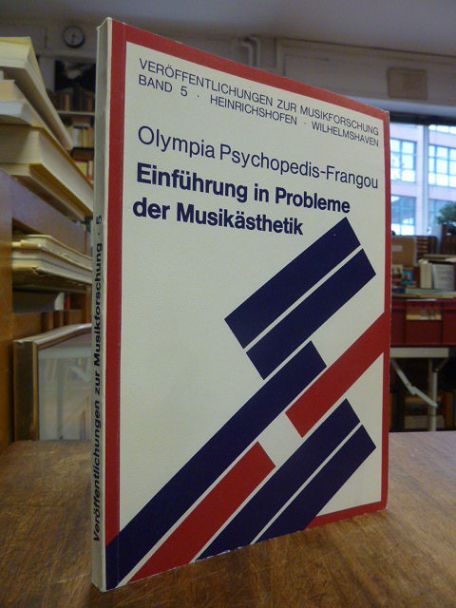 VERÖFFENTLICHUNGEN ZUR MUSIKFORSCHUNG
BAND 5 · HEINRICHSHOFEN · WILHELMSHAVEN
Olympia Psychopedis-Frangou
Einführung in Probleme
der Musikästhetik
Veröffentlichungen zur Musikforschung · 5